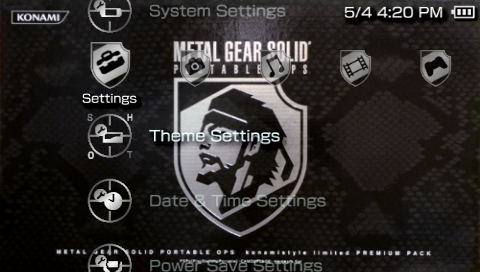 KONAMI
System Settings
5/4 4:20 PM
METAL GEAR SOLID
PORTABLE OPS
Settings
S H
Theme Settings
O T
Date & Time Settings
METAL GEAR SOLID PORTABLE OPS konamistyle limited PREMIUM PACK
Power Save Settings